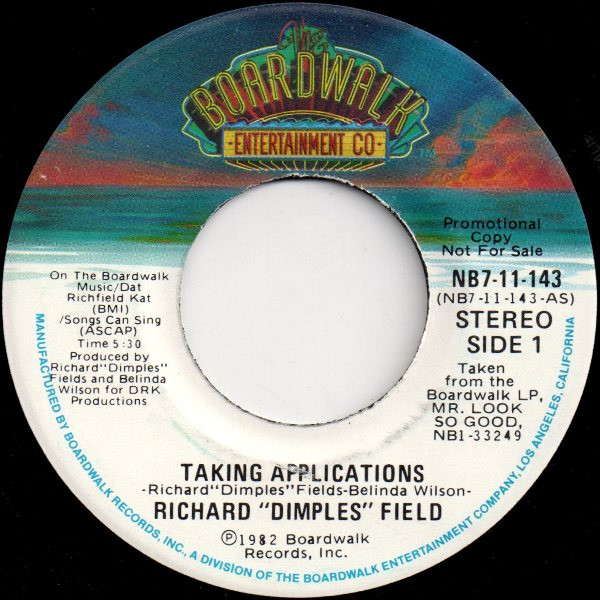 The
BOARDWALK
-ENTERTAINMENT CO-
TM
Promotional
Copy
Not For Sale
NB7-11-143
(NB7-11-143-AS)
STEREO
SIDE 1
Taken
from the
Boardwalk LP,
MR. LOOK
SO GOOD,
NB1-33249
On The Boardwalk
Music/Dat
Richfield Kat
(BMI)
/Songs Can Sing
(ASCAP)
Time 5:30
Produced by
Richard"Dimples"
Fields and Belinda
Wilson for DRK
Productions
TAKING APPLICATIONS
-Richard"Dimples"Fields-Belinda Wilson-
RICHARD "DIMPLES" FIELD
Ⓟ1982 Boardwalk
Records, Inc.
MANUFACTURED BY BOARDWALK RECORDS, INC., A DIVISION OF THE BOARDWALK ENTERTAINMENT COMPANY, LOS ANGELES, CALIFORNIA